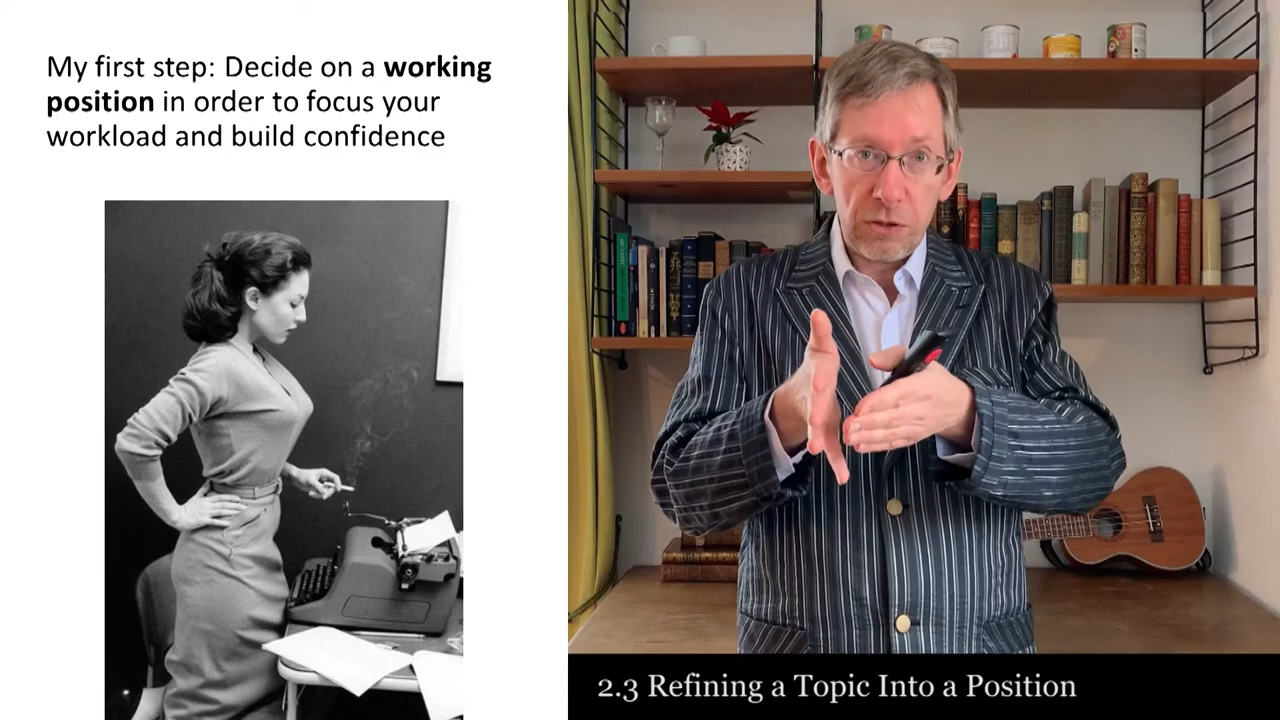 My first step: Decide on a working
position in order to focus your
workload and build confidence
2.3 Refining a Topic Into a Position